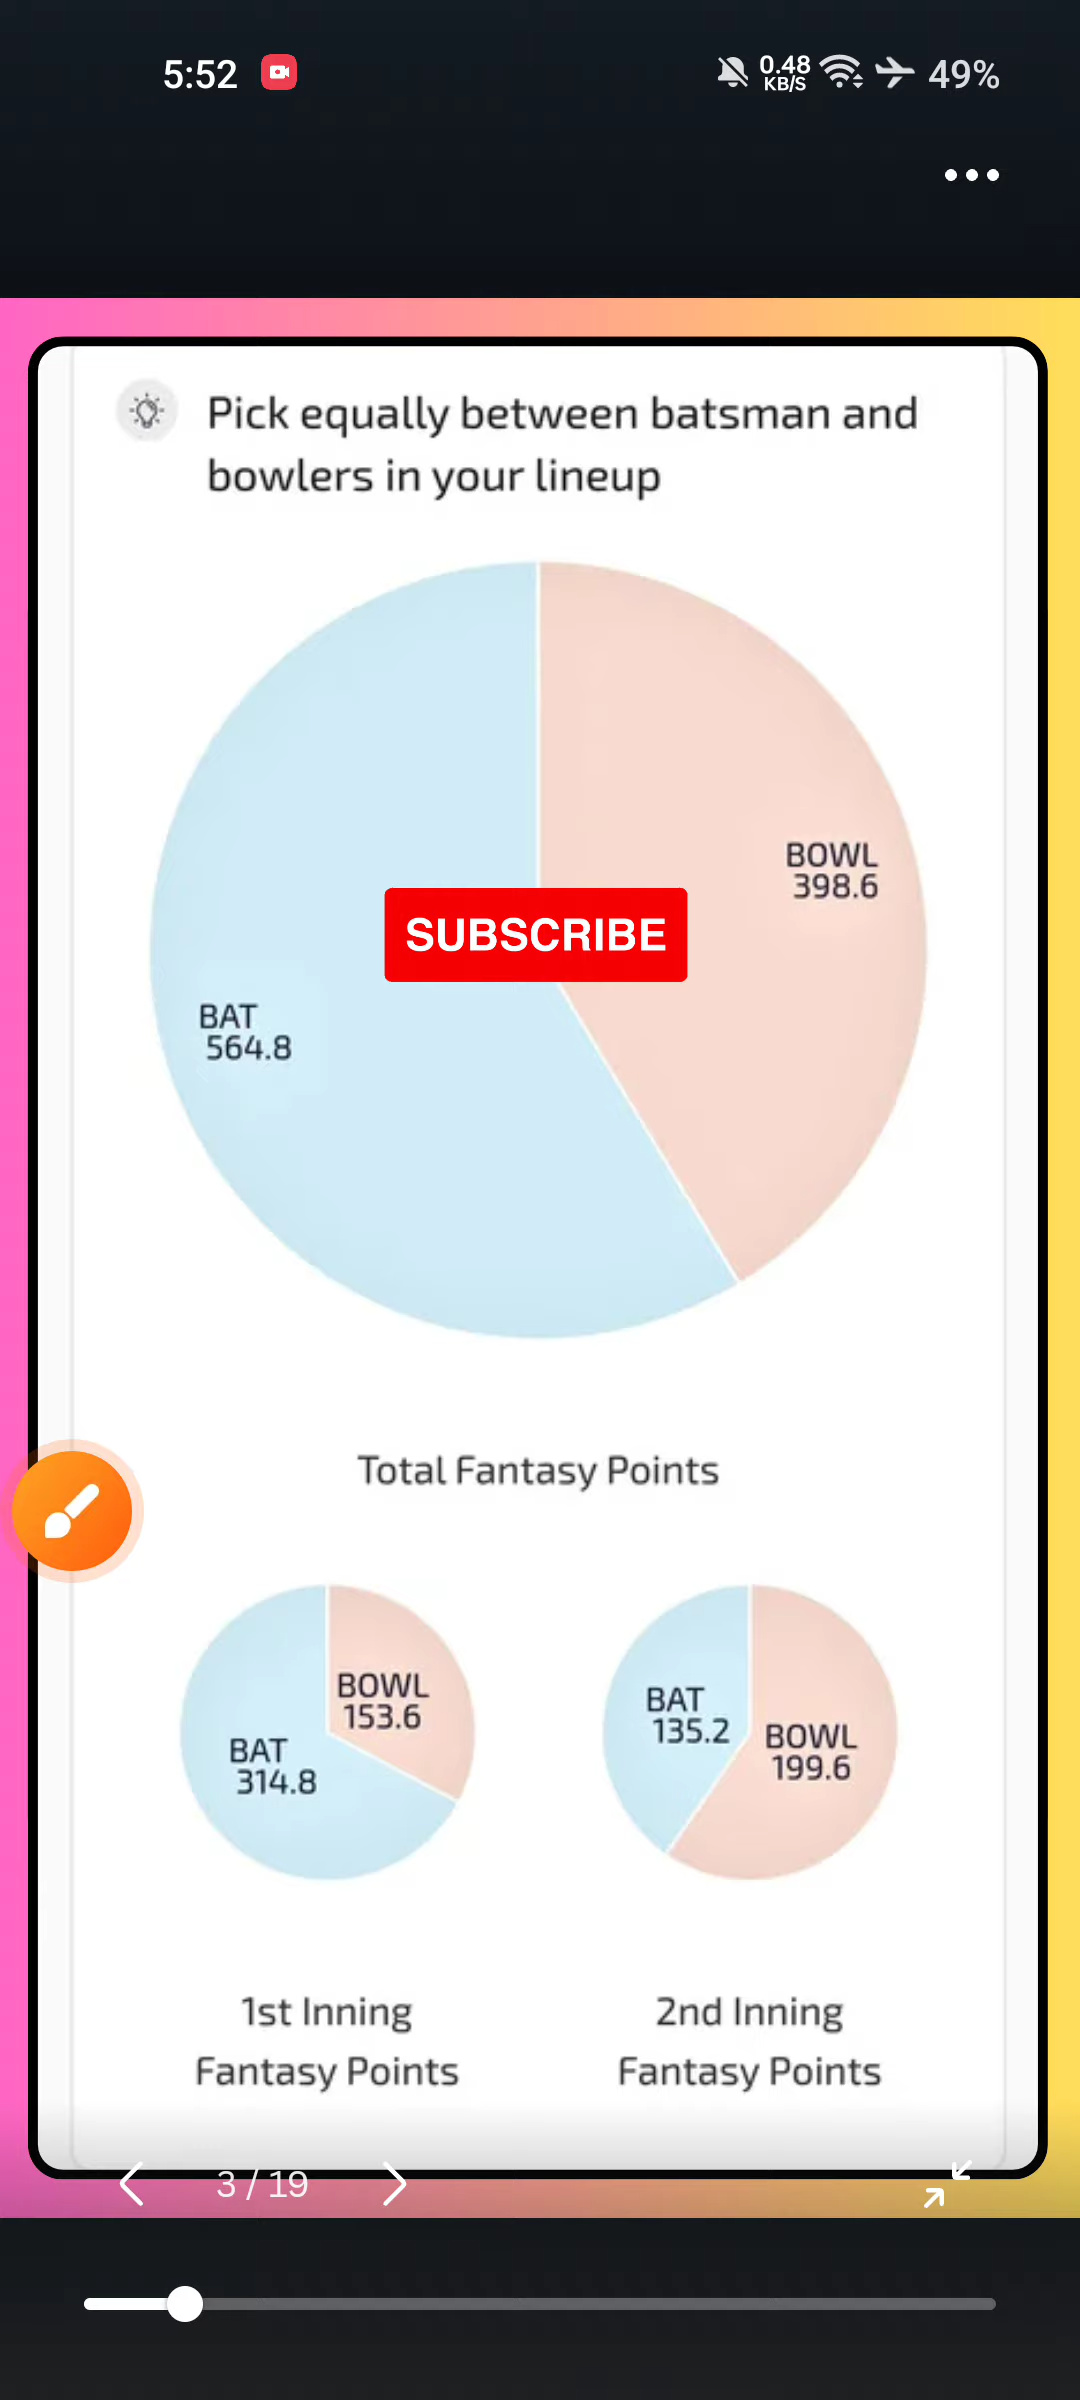 5:52
0.48
KB/S
49%
Pick equally between batsman and
bowlers in your lineup
BOWL
398.6
SUBSCRIBE
BAT
564.8
Total Fantasy Points
BOWL
153.6
BAT
314.8
BAT
135.2
BOWL
199.6
1st Inning
Fantasy Points
2nd Inning
Fantasy Points
3 / 19